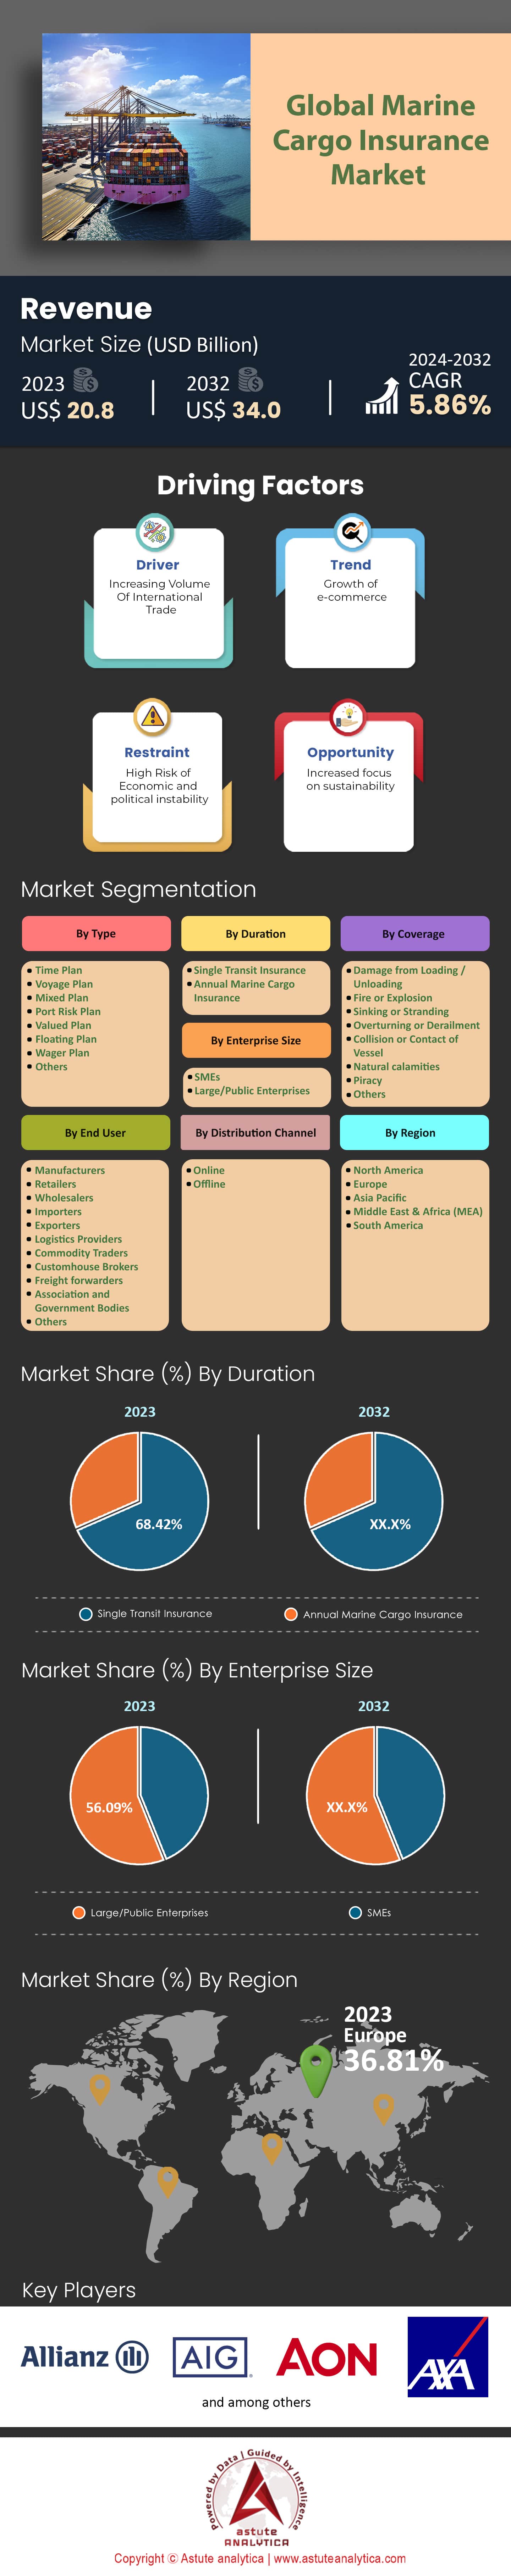 Global Marine
Cargo Insurance
Market
Revenue
Market Size (USD Billion)
2023
US$ 20.8
2032
US$ 34.0
2024-2032
CAGR
5.86%
Driving Factors
Driver
Increasing Volume
Of International
Trade
Trend
Growth of
e-commerce
Restraint
High Risk of
Economic and
political instability
Opportunity
Increased focus
on sustainability
Market Segmentation
By Type
Time Plan
Voyage Plan
Mixed Plan
Port Risk Plan
Valued Plan
Floating Plan
Wager Plan
Others
By Duration
Single Transit Insurance
Annual Marine Cargo
Insurance
By Enterprise Size
SMEs
Large/Public Enterprises
By Coverage
Damage from Loading /
Unloading
Fire or Explosion
Sinking or Stranding
Overturning or Derailment
Collision or Contact of
Vessel
Natural calamities
Piracy
Others
By End User
Manufacturers
Retailers
Wholesalers
Importers
Exporters
Logistics Providers
Commodity Traders
Customhouse Brokers
Freight forwarders
Association and
Government Bodies
Others
By Distribution Channel
Online
Offline
By Region
North America
Europe
Asia Pacific
Middle East & Africa (MEA)
South America
Market Share (%) By Duration
2023
68.42%
2032
XX.X%
Single Transit Insurance
Annual Marine Cargo Insurance
Market Share (%) By Enterprise Size
2023
56.09%
2032
XX.X%
Large/Public Enterprises
SMEs
Market Share (%) By Region
2023
Europe
36.81%
Key Players
Allianz
AIG
AON
AXA
and among others
Powered by Data | Guided by Intelligence
astute
ANALYTICA
Copyright © Astute analytica | www.astuteanalytica.com